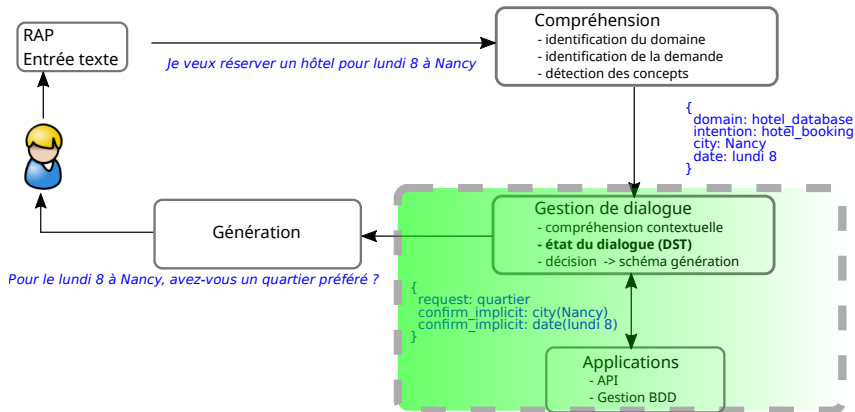 RAP
Entrée texte
Je veux réserver un hôtel pour lundi 8 à Nancy
Compréhension
- identification du domaine
- identification de la demande
- détection des concepts
{
domain: hotel_database
intention: hotel_booking
city: Nancy
date: lundi 8
}
Gestion de dialogue
- compréhension contextuelle
- état du dialogue (DST)
- décision -> schéma génération
Génération
Pour le lundi 8 à Nancy, avez-vous un quartier préféré ?
{
request: quartier
confirm_implicit: city(Nancy)
confirm_implicit: date(lundi 8)
}
Applications
- API
- Gestion BDD